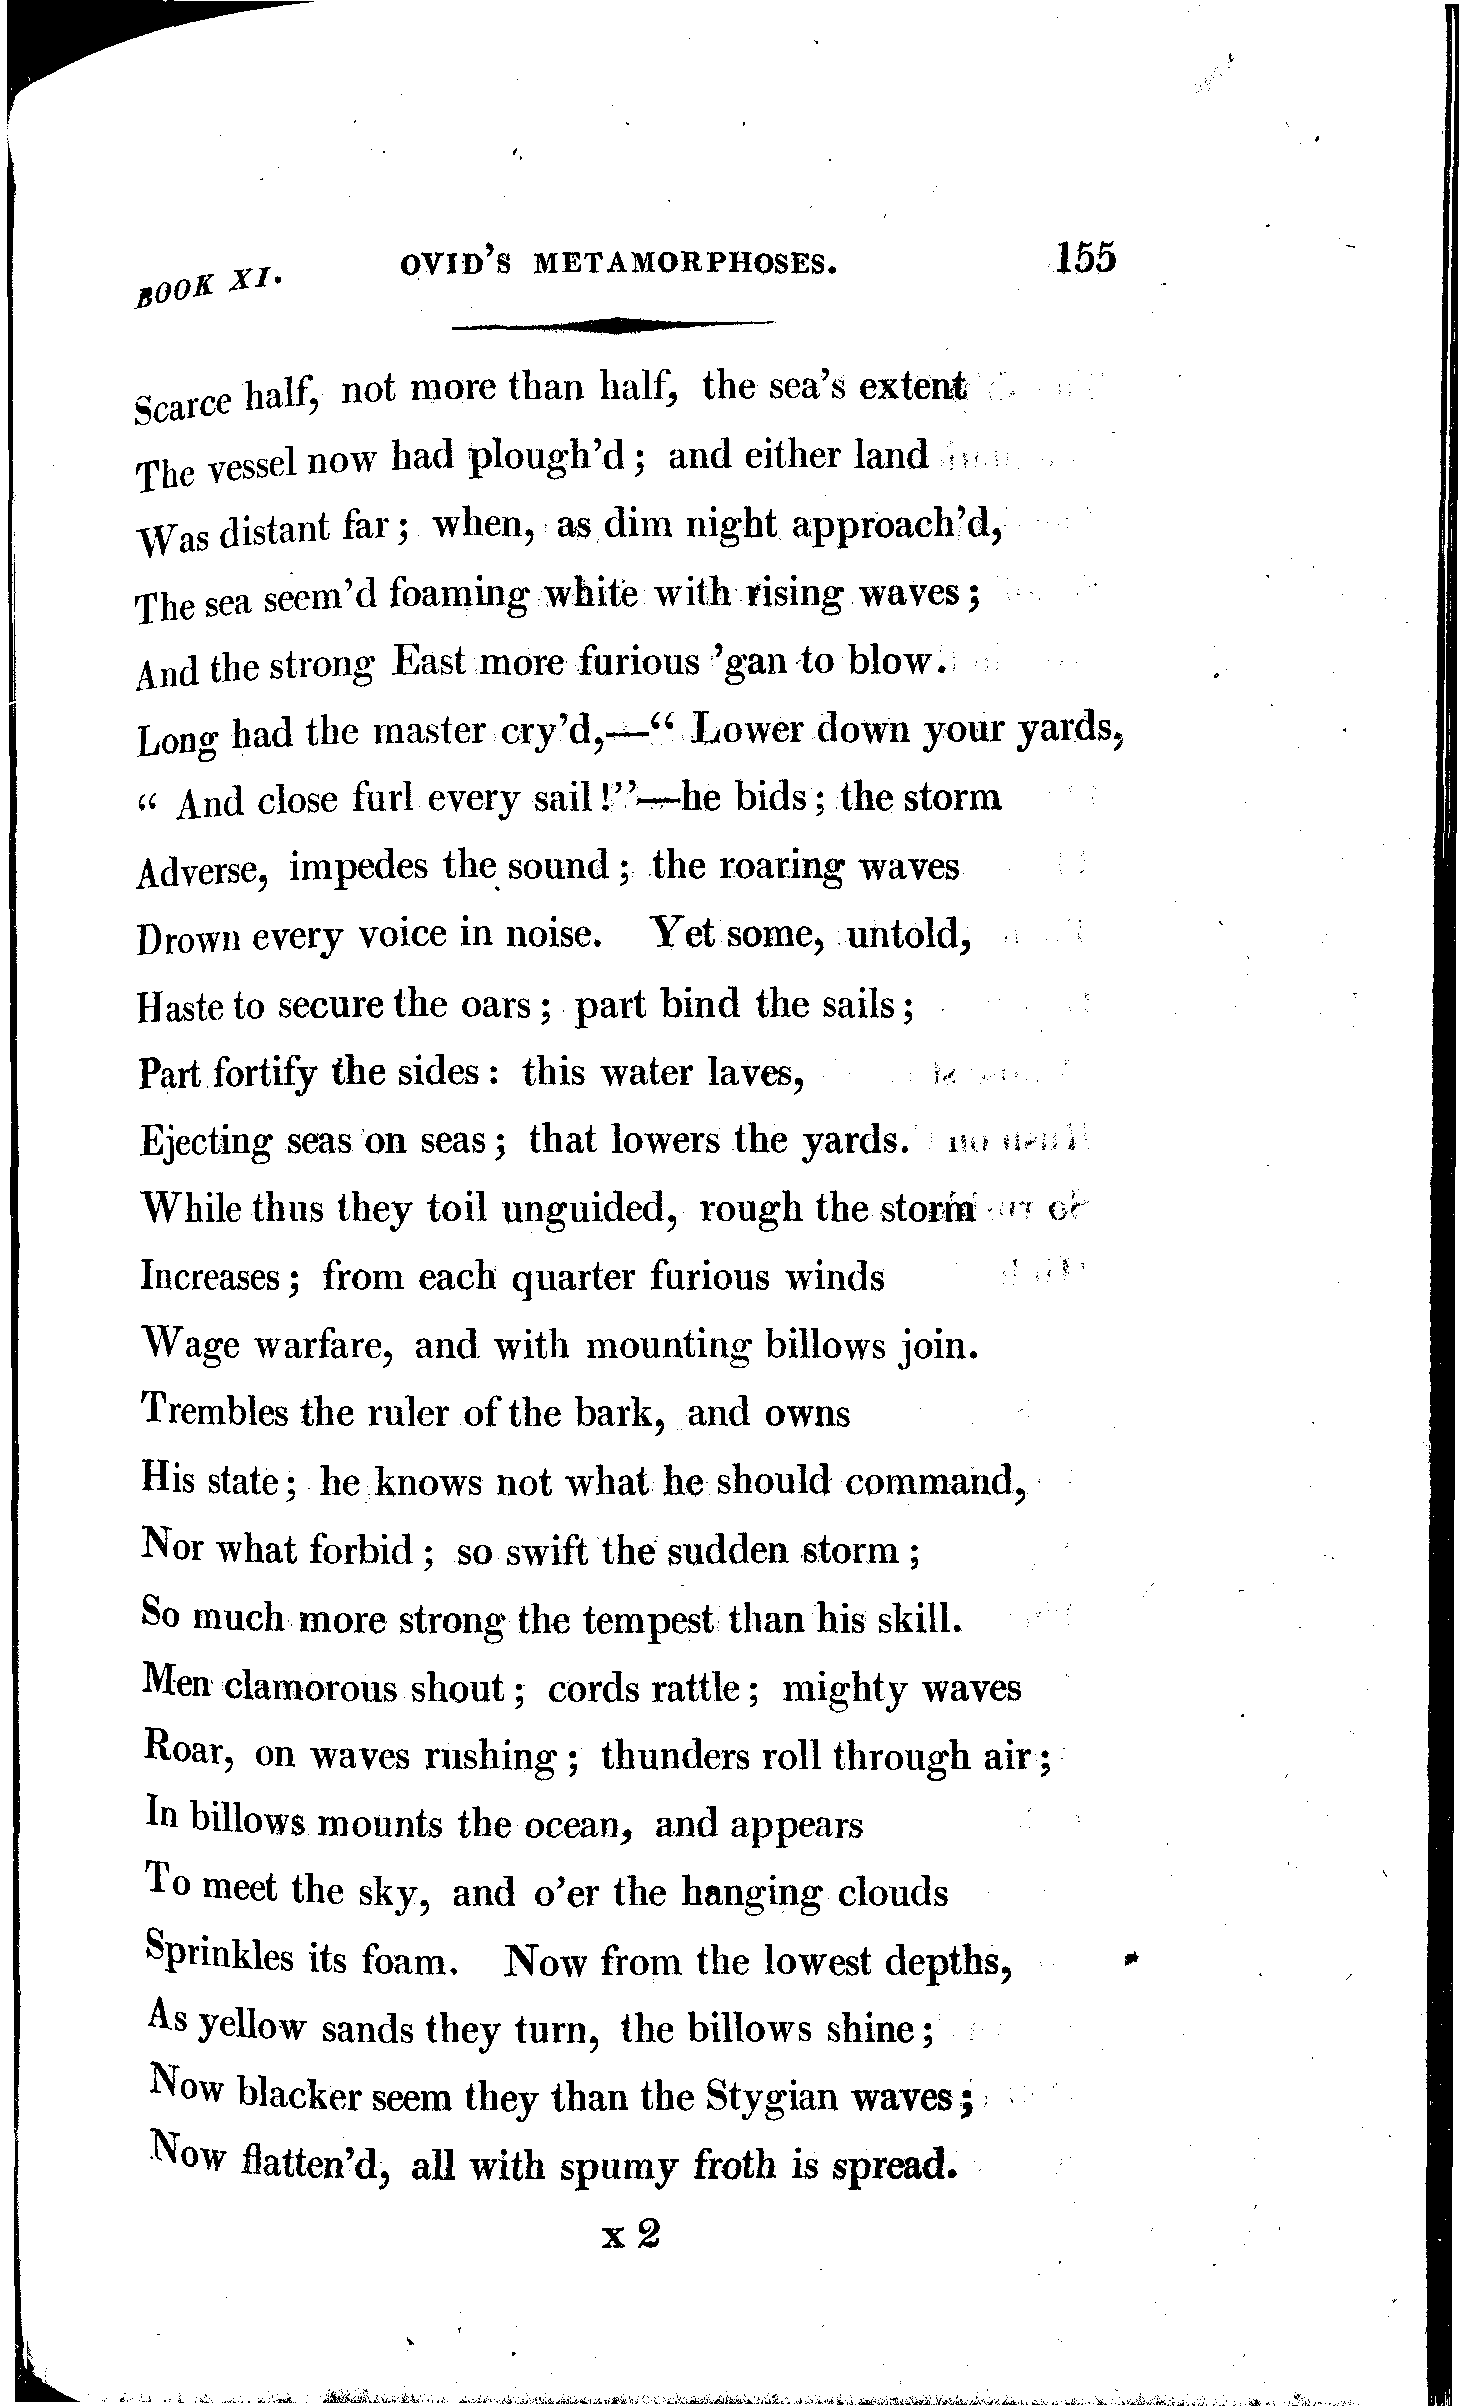 BOOK XI. OVID'S METAMORPHOSES. 155
Scarce half, not more than half, the sea's extent
The vessel now had plough'd; and either land
Was distant far; when, as dim night approach'd,
The sea seem'd foaming white with rising waves;
And the strong East more furious 'gan to blow.
Long had the master cry'd,—“ Lower down your yards,
“ And close furl every sail!”—he bids; the storm
Adverse, impedes the sound; the roaring waves
Drown every voice in noise. Yet some, untold,
Haste to secure the oars; part bind the sails;
Part fortify the sides: this water laves,
Ejecting seas on seas; that lowers the yards.
While thus they toil unguided, rough the storm
Increases; from each quarter furious winds
Wage warfare, and with mounting billows join.
Trembles the ruler of the bark, and owns
His state; he knows not what he should command,
Nor what forbid; so swift the sudden storm;
So much more strong the tempest than his skill.
Men clamorous shout; cords rattle; mighty waves
Roar, on waves rushing; thunders roll through air;
In billows mounts the ocean, and appears
To meet the sky, and o'er the hanging clouds
Sprinkles its foam. Now from the lowest depths,
As yellow sands they turn, the billows shine;
Now blacker seem they than the Stygian waves;
Now flatten'd, all with spumy froth is spread.
x 2